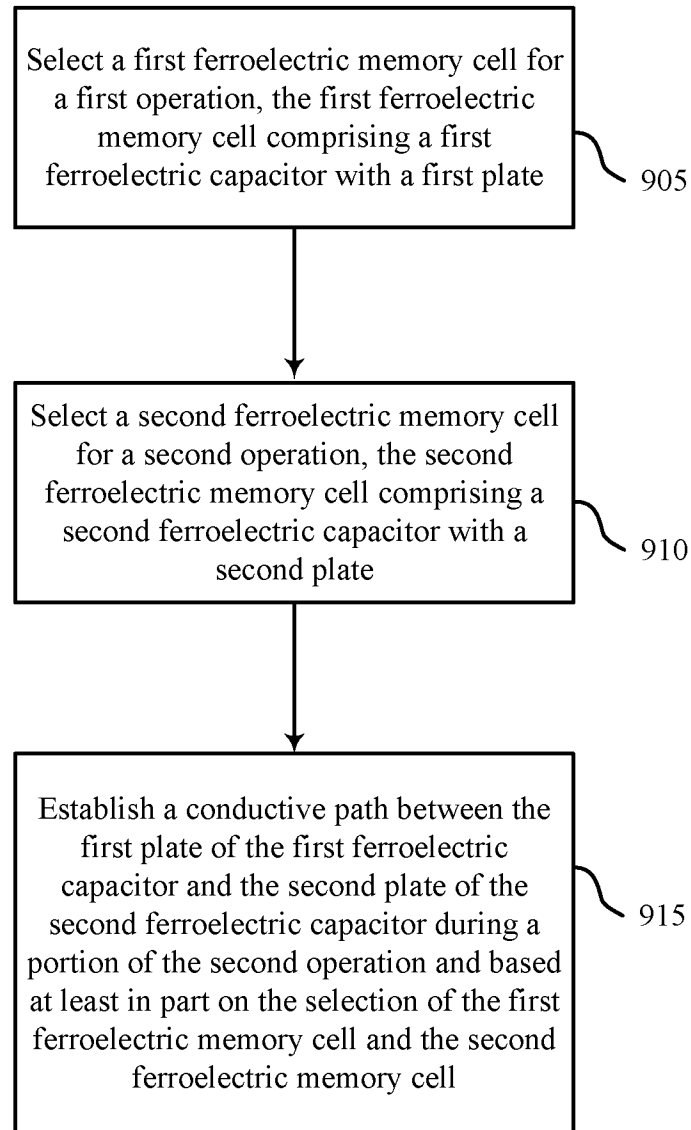 Select a first ferroelectric memory cell for
a first operation, the first ferroelectric
memory cell comprising a first
ferroelectric capacitor with a first plate
905
Select a second ferroelectric memory cell
for a second operation, the second
ferroelectric memory cell comprising a
second ferroelectric capacitor with a
second plate
910
Establish a conductive path between the
first plate of the first ferroelectric
capacitor and the second plate of the
second ferroelectric capacitor during a
portion of the second operation and based
at least in part on the selection of the first
ferroelectric memory cell and the second
ferroelectric memory cell
915